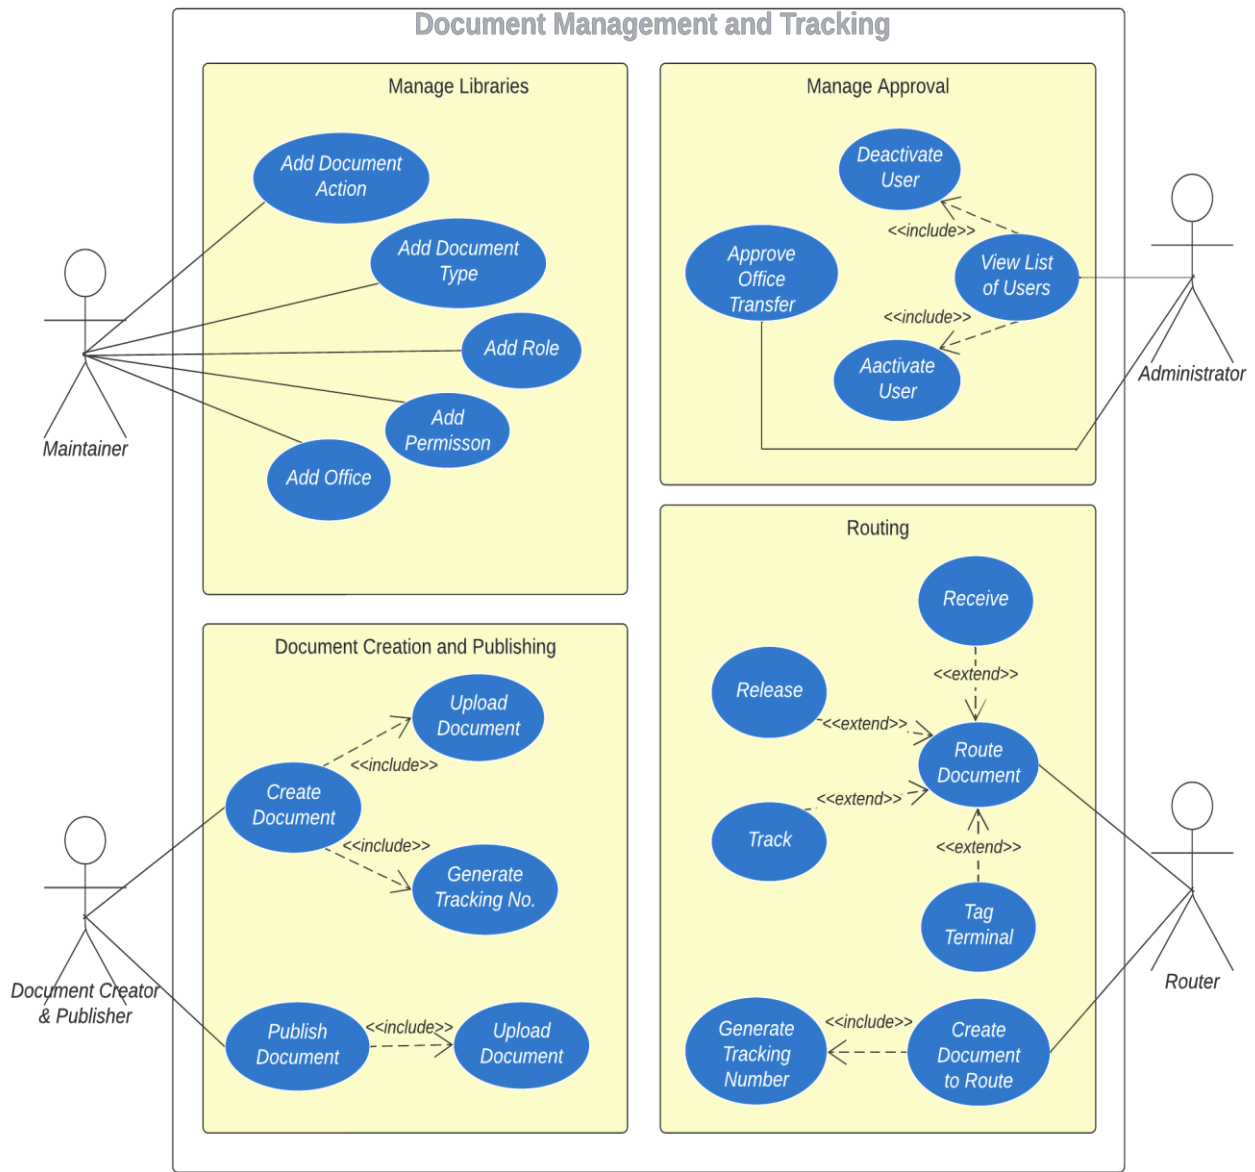 Document Management and Tracking
Manage Libraries
Add Document
Action
Add Document
Type
Add Role
Add
Permisson
Add Office
Maintainer
Manage Approval
Deactivate
User
<<include>>
Approve
Office
Transfer
View List
of Users
<<include>>
Aactivate
User
Administrator
Document Creation and Publishing
Upload
Document
<<include>>
Create
Document
<<include>>
Generate
Tracking No.
Document Creator
& Publisher
Publish
Document
<<include>>
Upload
Document
Routing
Receive
<<extend>>
Release
<<extend>>
Route
Document
<<extend>>
Track
<<extend>>
Tag
Terminal
Router
Generate
Tracking
Number
<<include>>
Create
Document
to Route